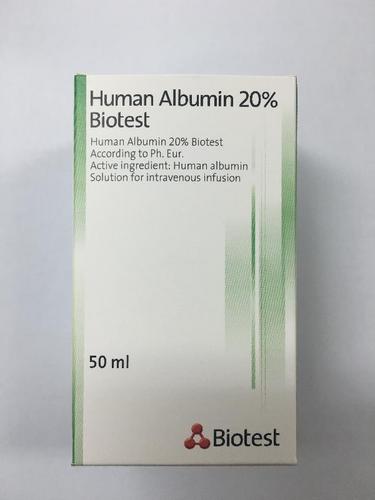 Human Albumin 20%
Biotest
Human Albumin 20% Biotest
According to Ph. Eur.
Active ingredient: Human albumin
Solution for intravenous infusion
50 ml
Biotest